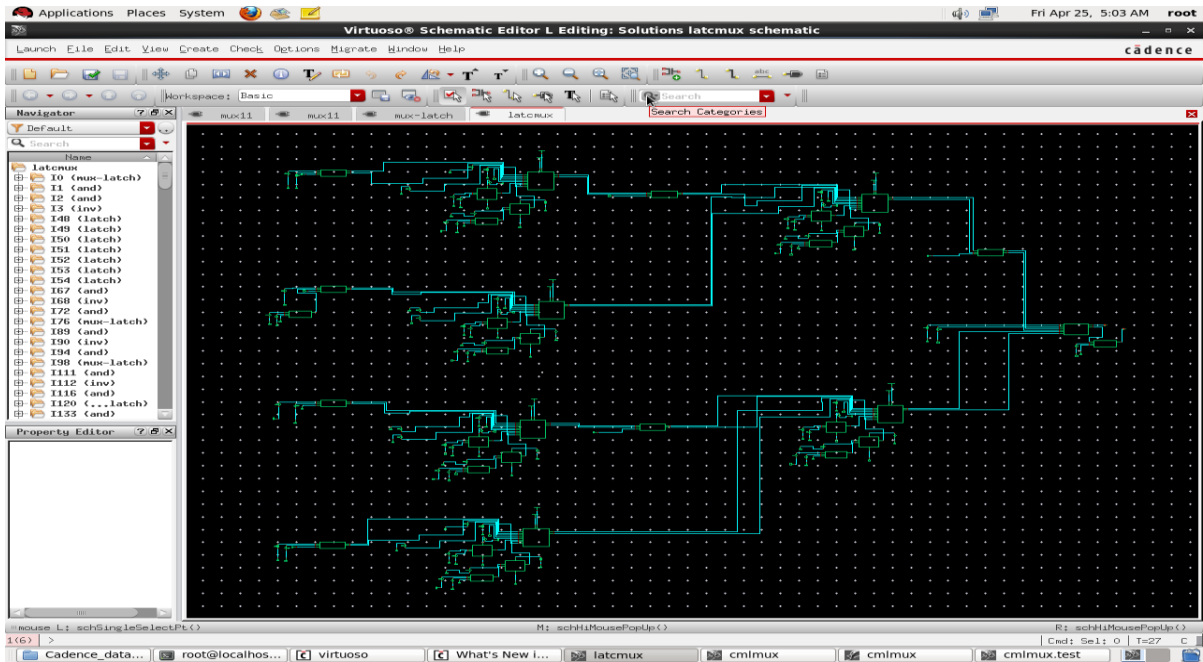 Applications Places System Fri Apr 25, 5:03 AM root
Virtuoso® Schematic Editor L Editing: Solutions latcmux schematic
Launch File Edit View Create Check Options Migrate Window Help cādence
Workspace: Basic Search
Search Categories
Navigator mux11 mux11 mux-latch latcmux
Default
Search
Name
latcmux
I0 (mux-latch)
I1 (and)
I2 (and)
I3 (inv)
I48 (latch)
I49 (latch)
I50 (latch)
I51 (latch)
I52 (latch)
I53 (latch)
I54 (latch)
I67 (and)
I68 (inv)
I72 (and)
I76 (mux-latch)
I89 (and)
I90 (inv)
I94 (and)
I98 (mux-latch)
I111 (and)
I112 (inv)
I116 (and)
I120 (...latch)
I133 (and)
Property Editor
mouse L: schSingleSelectPt() M: schHiMousePopUp() R: schHiMousePopUp()
1(6) > Cmd: Sel: 0 T=27 C
Cadence_data... root@localhos... virtuoso What's New i... latcmux cmlmux cmlmux cmlmux.test